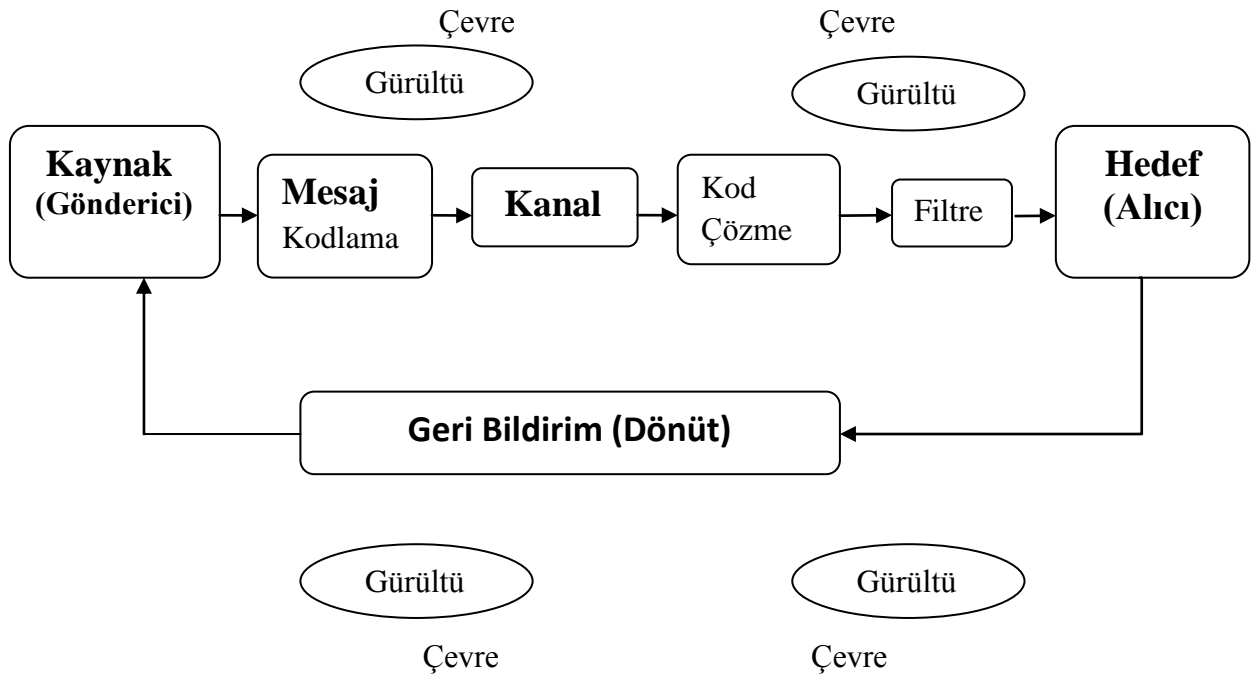 Çevre
Çevre
Gürültü
Gürültü
Kaynak
(Gönderici)
Mesaj
Kodlama
Kanal
Kod
Çözme
Filtre
Hedef
(Alıcı)
Geri Bildirim (Dönüt)
Gürültü
Gürültü
Çevre
Çevre